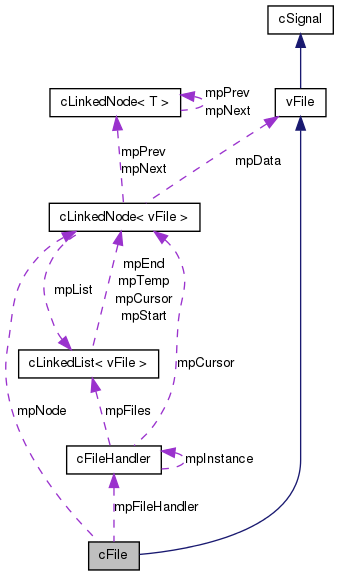 cSignal
cLinkedNode< T >
mpPrev
mpNext
vFile
mpPrev
mpNext
mpData
cLinkedNode< vFile >
mpList
mpEnd
mpTemp
mpCursor
mpStart
cLinkedList< vFile >
mpCursor
mpNode
mpFiles
cFileHandler
mpInstance
mpFileHandler
cFile